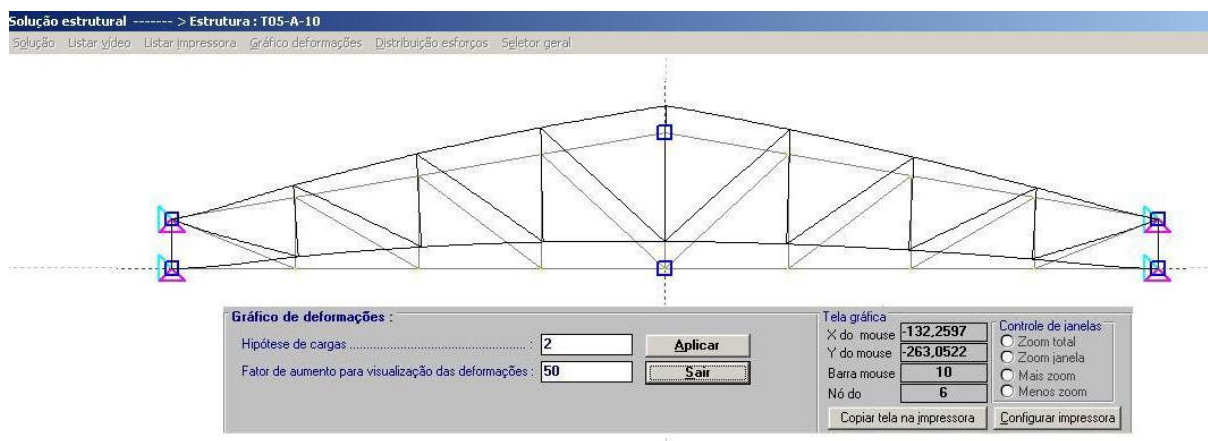 Solução estrutural ------- > Estrutura : T05-A-10
Solução Listar vídeo Listar impressora Gráfico deformações Distribuição esforços Seletor geral
Gráfico de deformações :
Hipótese de cargas ................................................ : 2 Aplicar
Fator de aumento para visualização das deformações : 50 Sair
Tela gráfica
X do mouse -132,2597
Y do mouse -263,0522
Barra mouse 10
Nó do 6
Controle de janelas
Zoom total
Zoom janela
Mais zoom
Menos zoom
Copiar tela na impressora Configurar impressora